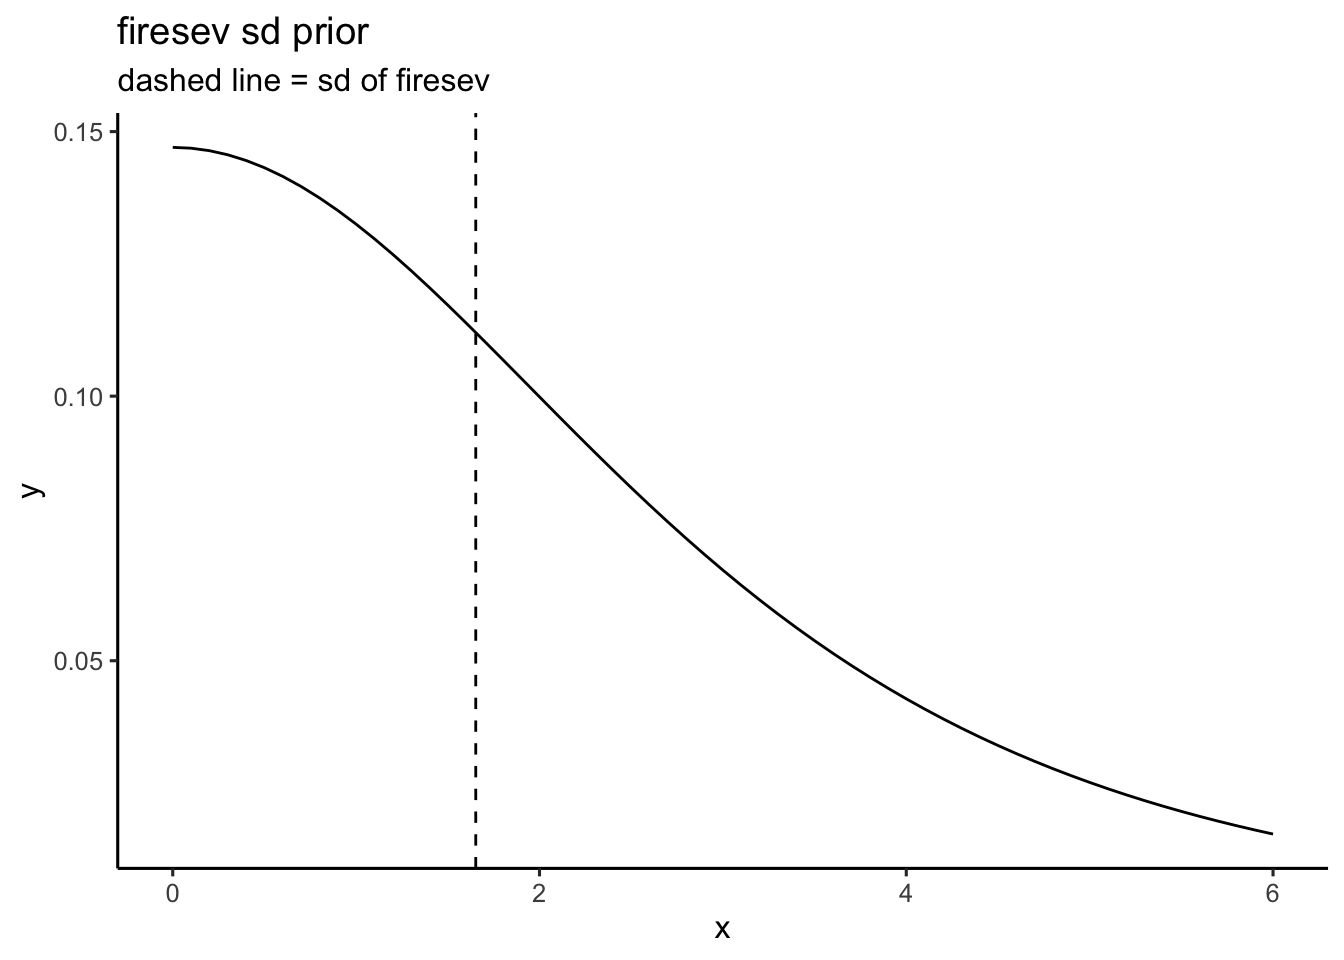 firesev sd prior
dashed line = sd of firesev
0.15
0.10
0.05
y
0 2 4 6
x